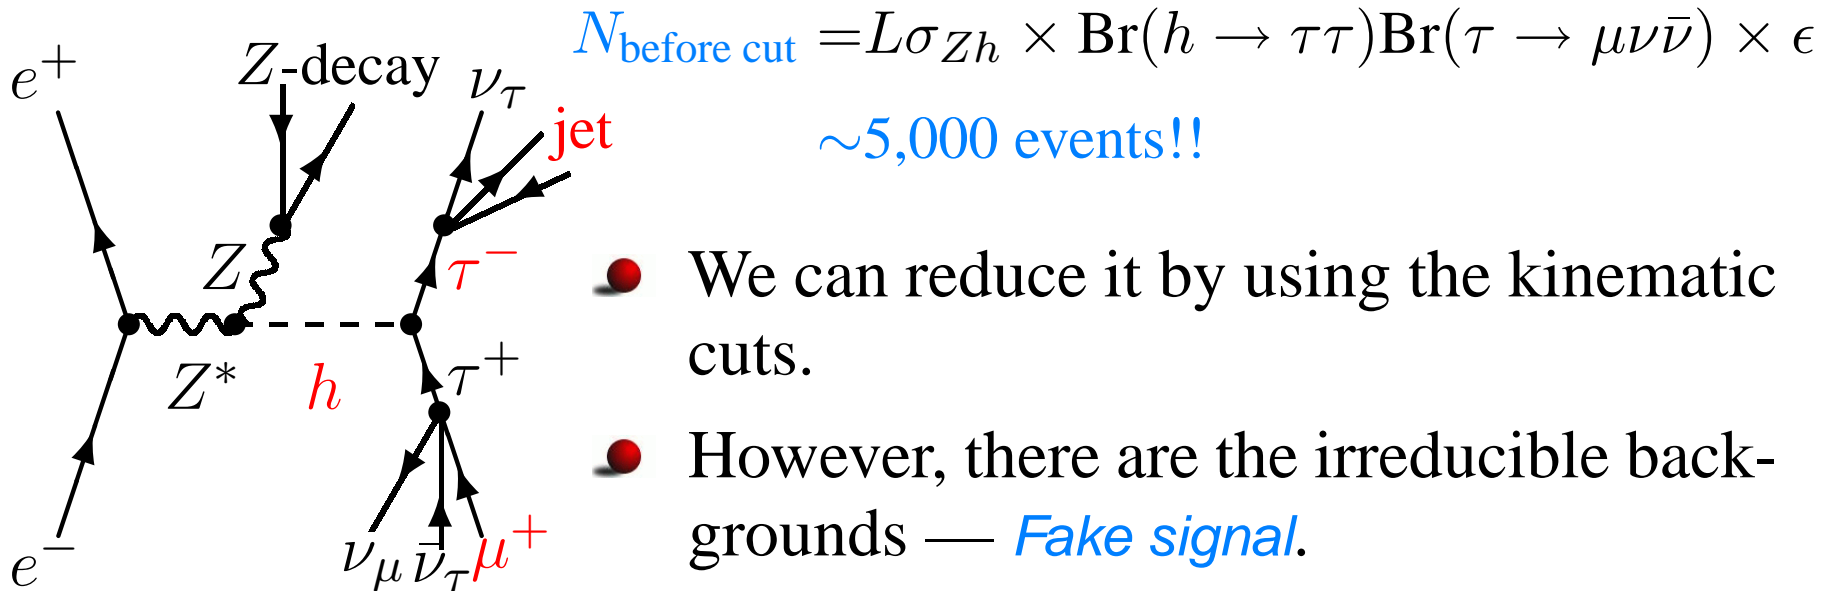 N_before cut = Lσ_Zh × Br(h → ττ)Br(τ → μνν̄) × ϵ
~5,000 events!!
e⁺
Z-decay
ν_τ
jet
Z
τ⁻
Z*
h
τ⁺
e⁻
ν_μ ν̄_τ μ⁺
We can reduce it by using the kinematic
cuts.
However, there are the irreducible back-
grounds — Fake signal.